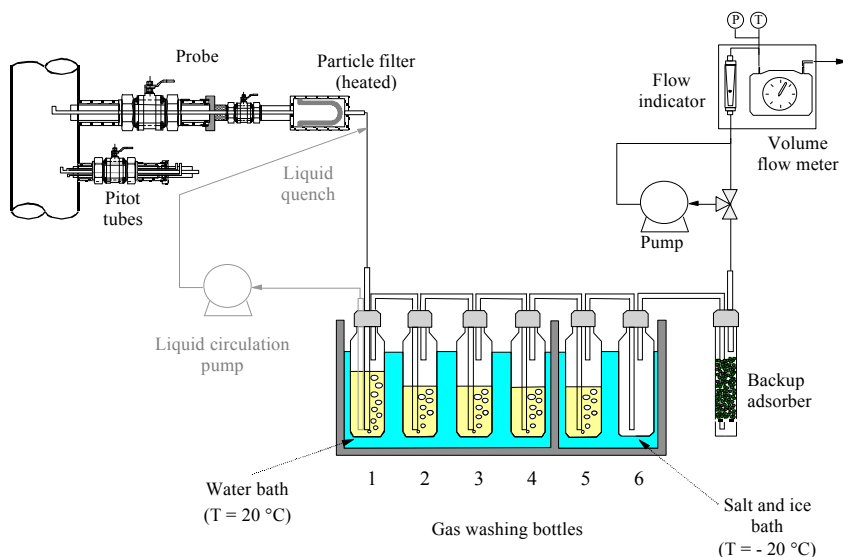 P T
Probe
Particle filter
(heated)
Flow
indicator
Volume
flow meter
Pitot
tubes
Liquid
quench
Pump
Liquid circulation
pump
Backup
adsorber
Water bath
(T = 20 °C)
1 2 3 4 5 6
Gas washing bottles
Salt and ice
bath
(T = - 20 °C)